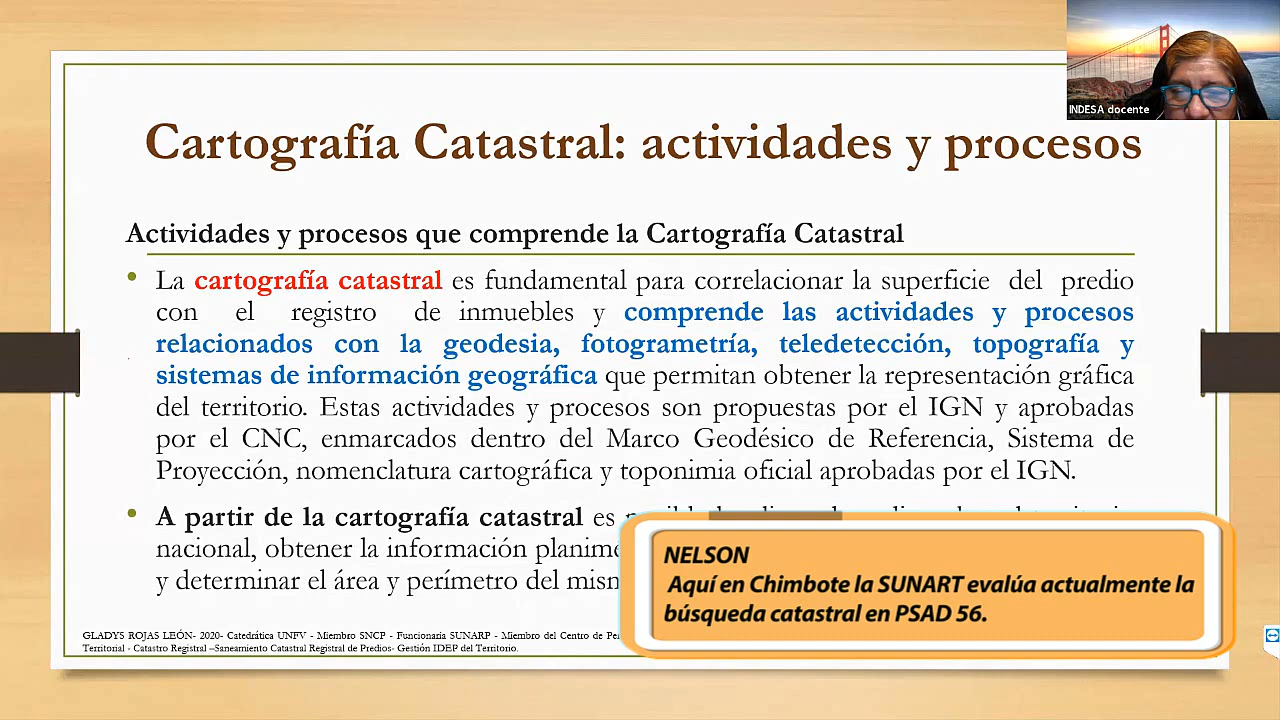 INDESA docente
Cartografía Catastral: actividades y procesos
Actividades y procesos que comprende la Cartografía Catastral
• La cartografía catastral es fundamental para correlacionar la superficie del predio
con el registro de inmuebles y comprende las actividades y procesos
relacionados con la geodesia, fotogrametría, teledetección, topografía y
sistemas de información geográfica que permitan obtener la representación gráfica
del territorio. Estas actividades y procesos son propuestas por el IGN y aprobadas
por el CNC, enmarcados dentro del Marco Geodésico de Referencia, Sistema de
Proyección, nomenclatura cartográfica y toponimia oficial aprobadas por el IGN.
• A partir de la cartografía catastral es
nacional, obtener la información
y determinar el área y perímetro del
NELSON
Aquí en Chimbote la SUNART evalúa actualmente la
búsqueda catastral en PSAD 56.
GLADYS ROJAS LEÓN- 2020- Catedrática UNFV - Miembro SNCP - Funcionaria SUNARP - Miembro del Centro de
Territorial - Catastro Registral –Saneamiento Catastral Registral de Predios- Gestión IDEP del Territorio.